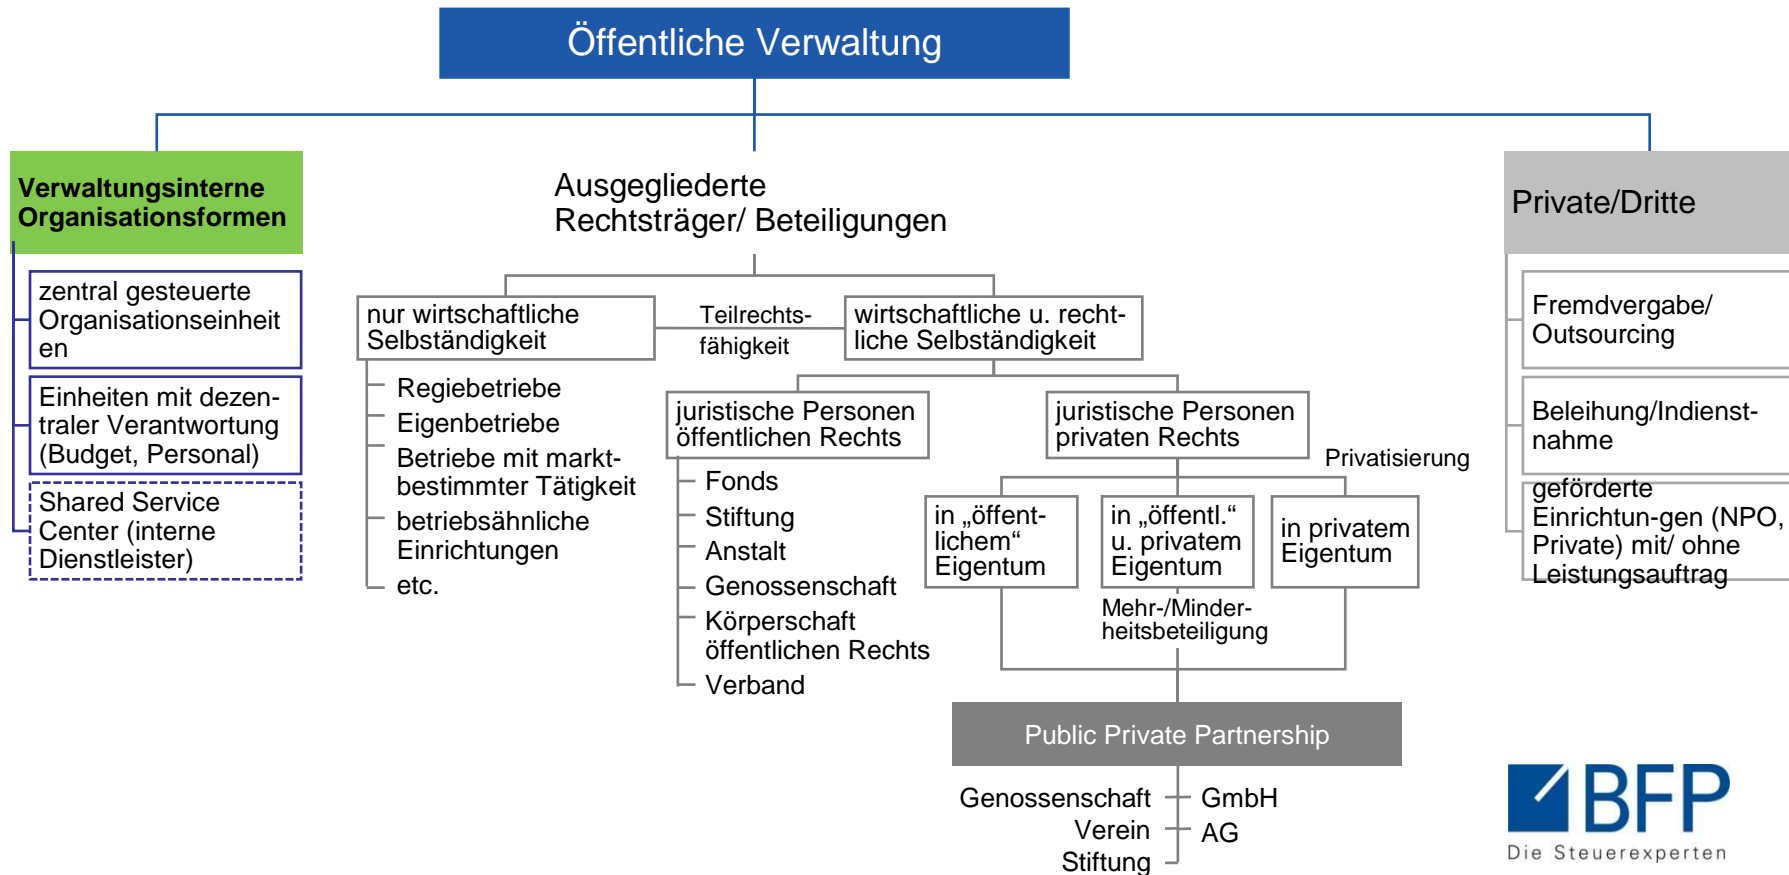 Öffentliche Verwaltung
Verwaltungsinterne
Organisationsformen
zentral gesteuerte
Organisationseinheit
en
Einheiten mit dezen-
traler Verantwortung
(Budget, Personal)
Shared Service
Center (interne
Dienstleister)
Ausgegliederte
Rechtsträger/ Beteiligungen
nur wirtschaftliche
Selbständigkeit
Teilrechts-
fähigkeit
wirtschaftliche u. recht-
liche Selbständigkeit
Regiebetriebe
Eigenbetriebe
Betriebe mit markt-
bestimmter Tätigkeit
betriebsähnliche
Einrichtungen
etc.
juristische Personen
öffentlichen Rechts
Fonds
Stiftung
Anstalt
Genossenschaft
Körperschaft
öffentlichen Rechts
Verband
juristische Personen
privaten Rechts
Privatisierung
in „öffent-
lichem“
Eigentum
in „öffentl.“
u. privatem
Eigentum
in privatem
Eigentum
Mehr-/Minder-
heitsbeteiligung
Public Private Partnership
Genossenschaft
Verein
Stiftung
GmbH
AG
Private/Dritte
Fremdvergabe/
Outsourcing
Beleihung/Indienst-
nahme
geförderte
Einrichtun-gen (NPO,
Private) mit/ ohne
Leistungsauftrag
BFP
Die Steuerexperten